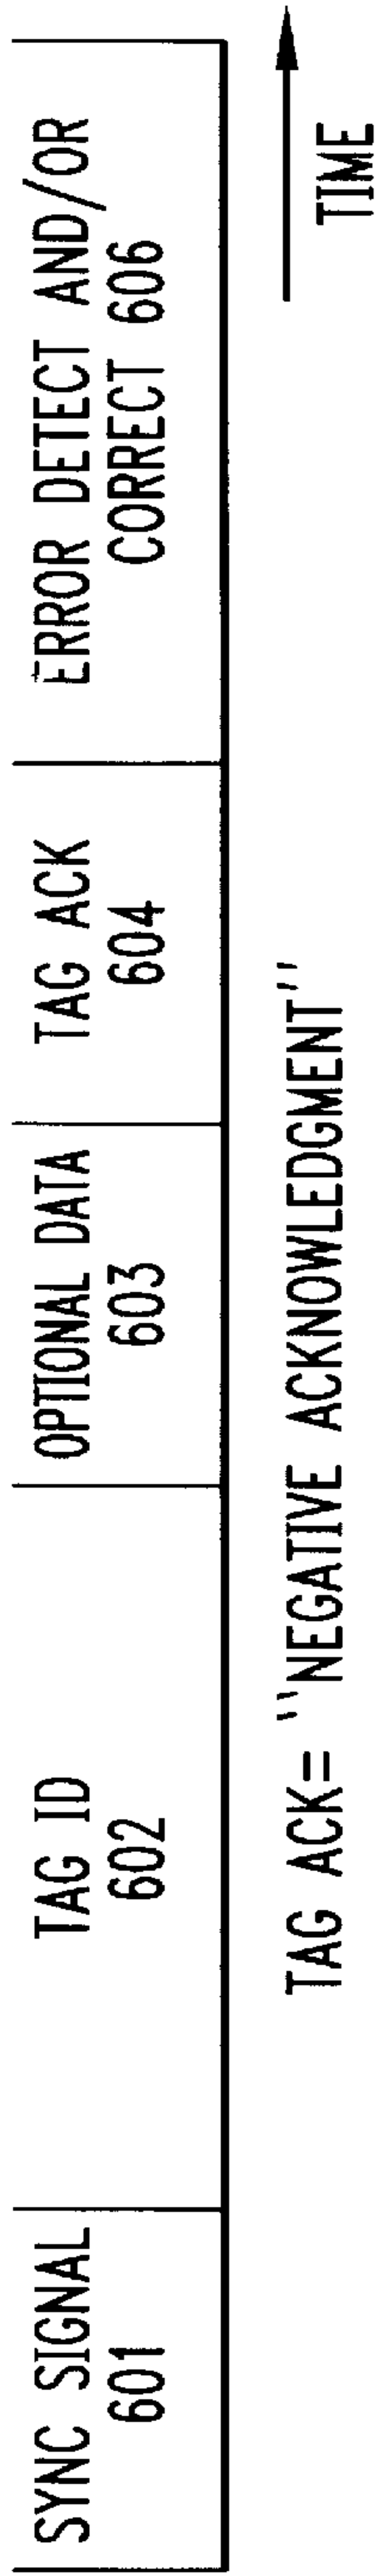 SYNC SIGNAL
601
TAG ID
602
OPTIONAL DATA
603
TAG ACK
604
ERROR DETECT AND/OR
CORRECT 606
TAG ACK= "NEGATIVE ACKNOWLEDGMENT"
TIME